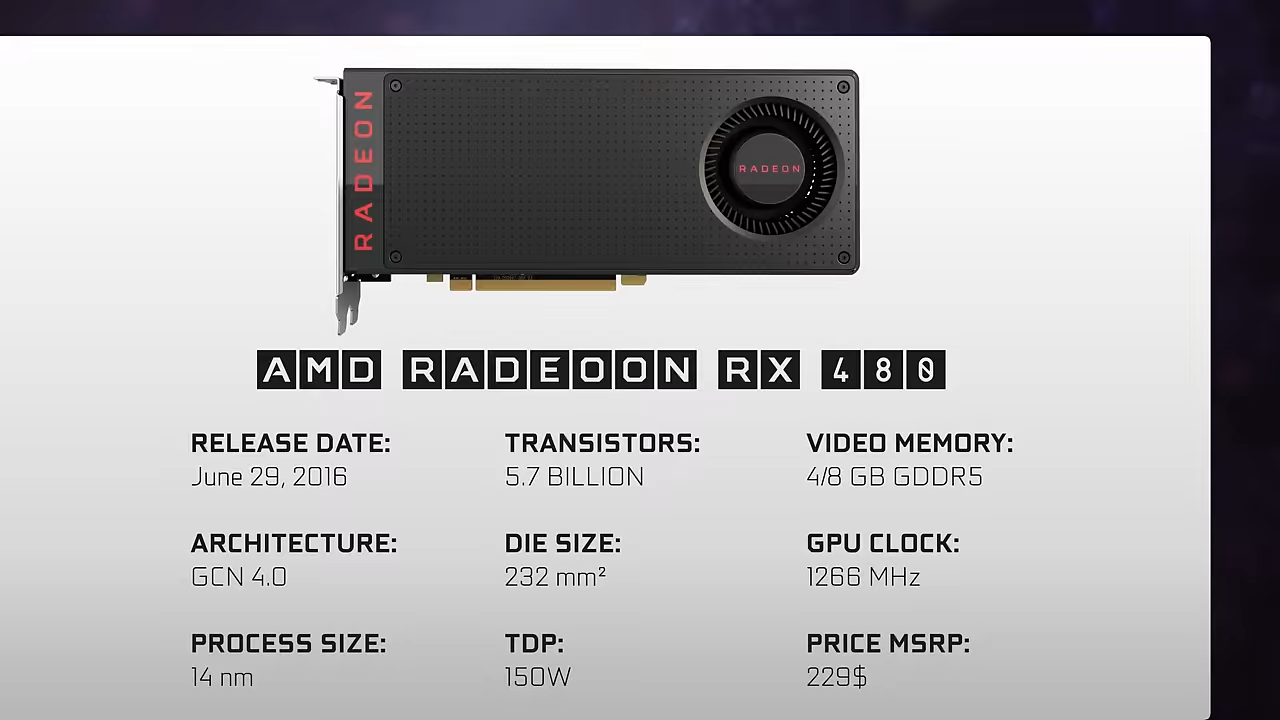 RADEON
RADEON
AMD RADEOON RX 480
RELEASE DATE:
June 29, 2016
TRANSISTORS:
5.7 BILLION
VIDEO MEMORY:
4/8 GB GDDR5
ARCHITECTURE:
GCN 4.0
DIE SIZE:
232 mm²
GPU CLOCK:
1266 MHz
PROCESS SIZE:
14 nm
TDP:
150W
PRICE MSRP:
229$